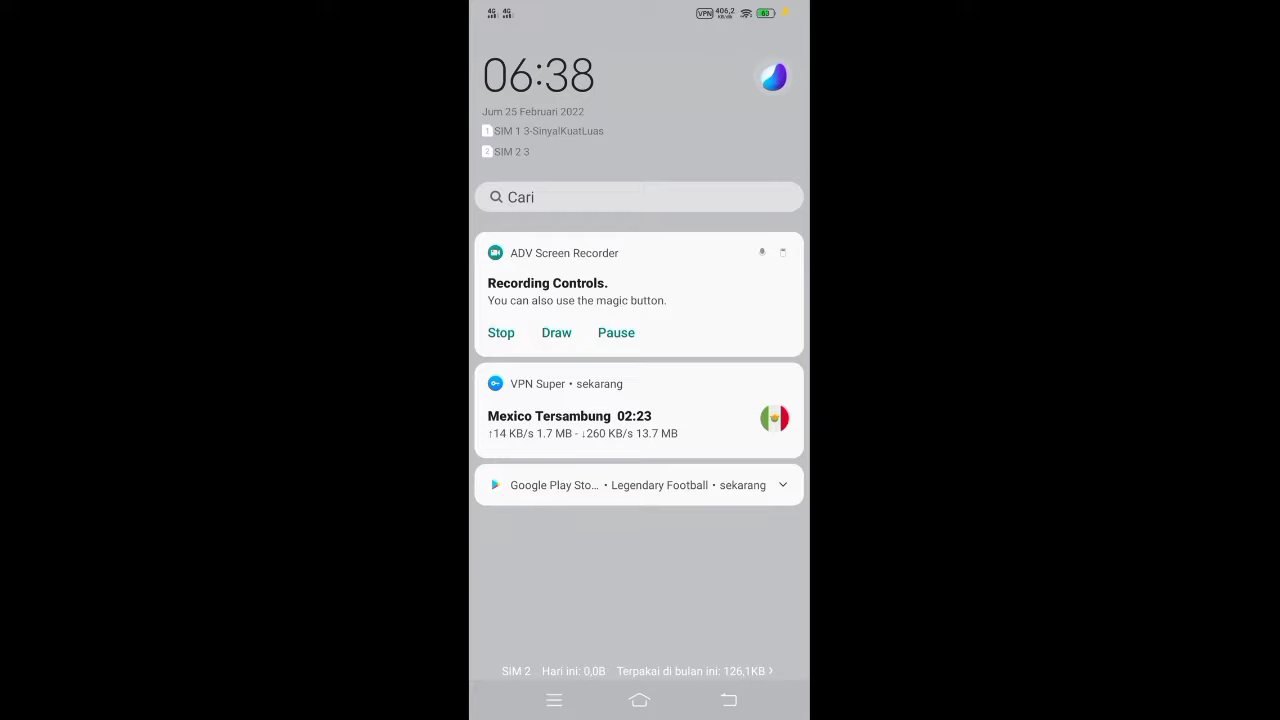 4G 4G VPN 406,2 KB/dtk 63
06:38
Jum 25 Februari 2022
1 SIM 1 3-SinyalKuatLuas
2 SIM 2 3
Cari
ADV Screen Recorder
Recording Controls.
You can also use the magic button.
Stop Draw Pause
VPN Super • sekarang
Mexico Tersambung 02:23
↑14 KB/s 1.7 MB - ↓260 KB/s 13.7 MB
Google Play Sto... • Legendary Football • sekarang
SIM 2 Hari ini: 0,0B Terpakai di bulan ini: 126,1KB ›